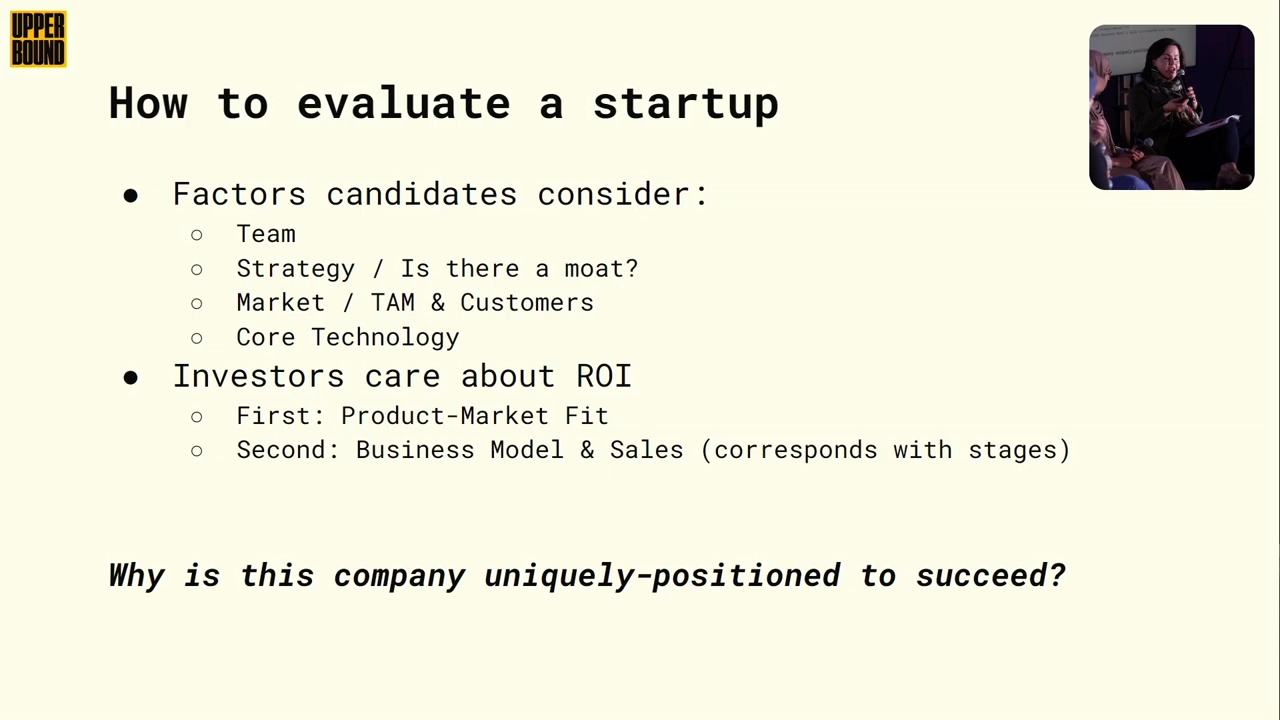 UPPER
BOUND
How to evaluate a startup
● Factors candidates consider:
○ Team
○ Strategy / Is there a moat?
○ Market / TAM & Customers
○ Core Technology
● Investors care about ROI
○ First: Product-Market Fit
○ Second: Business Model & Sales (corresponds with stages)
Why is this company uniquely-positioned to succeed?